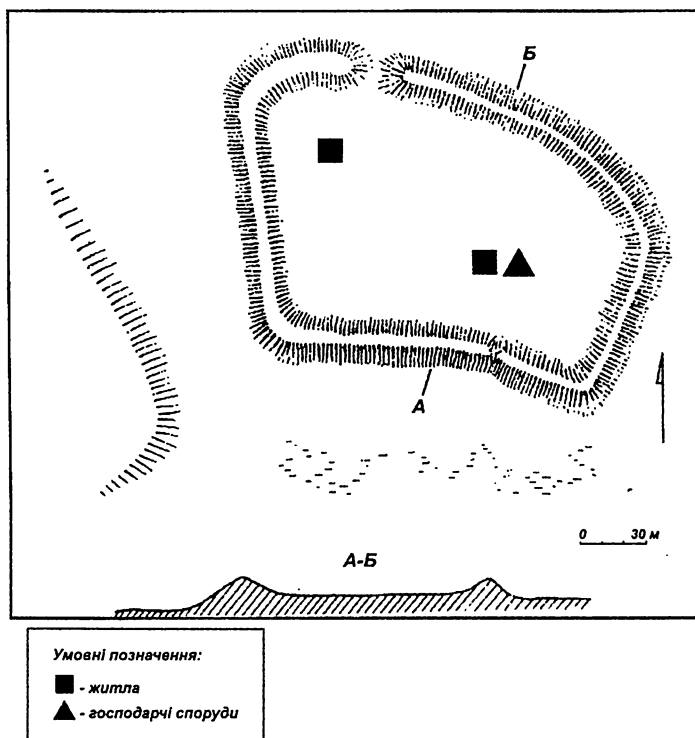 Б
А
0 30 м
А-Б
Умовні позначення:
- житла
- господарчі споруди